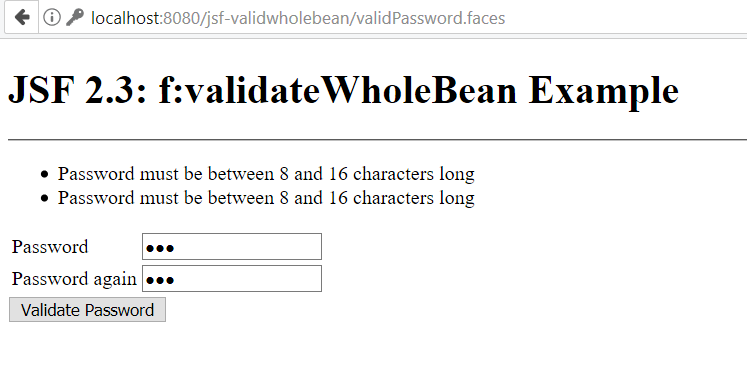 localhost:8080/jsf-validwholebean/validPassword.faces
JSF 2.3: f:validateWholeBean Example
• Password must be between 8 and 16 characters long
• Password must be between 8 and 16 characters long
Password •••
Password again •••
Validate Password